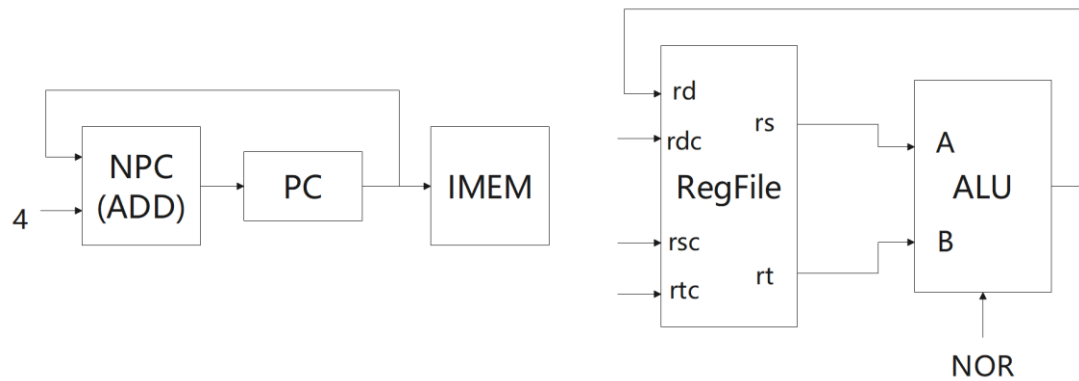 NPC
(ADD)
4
PC
IMEM
rd
rdc
rs
RegFile
rsc
rtc
rt
A
ALU
B
NOR